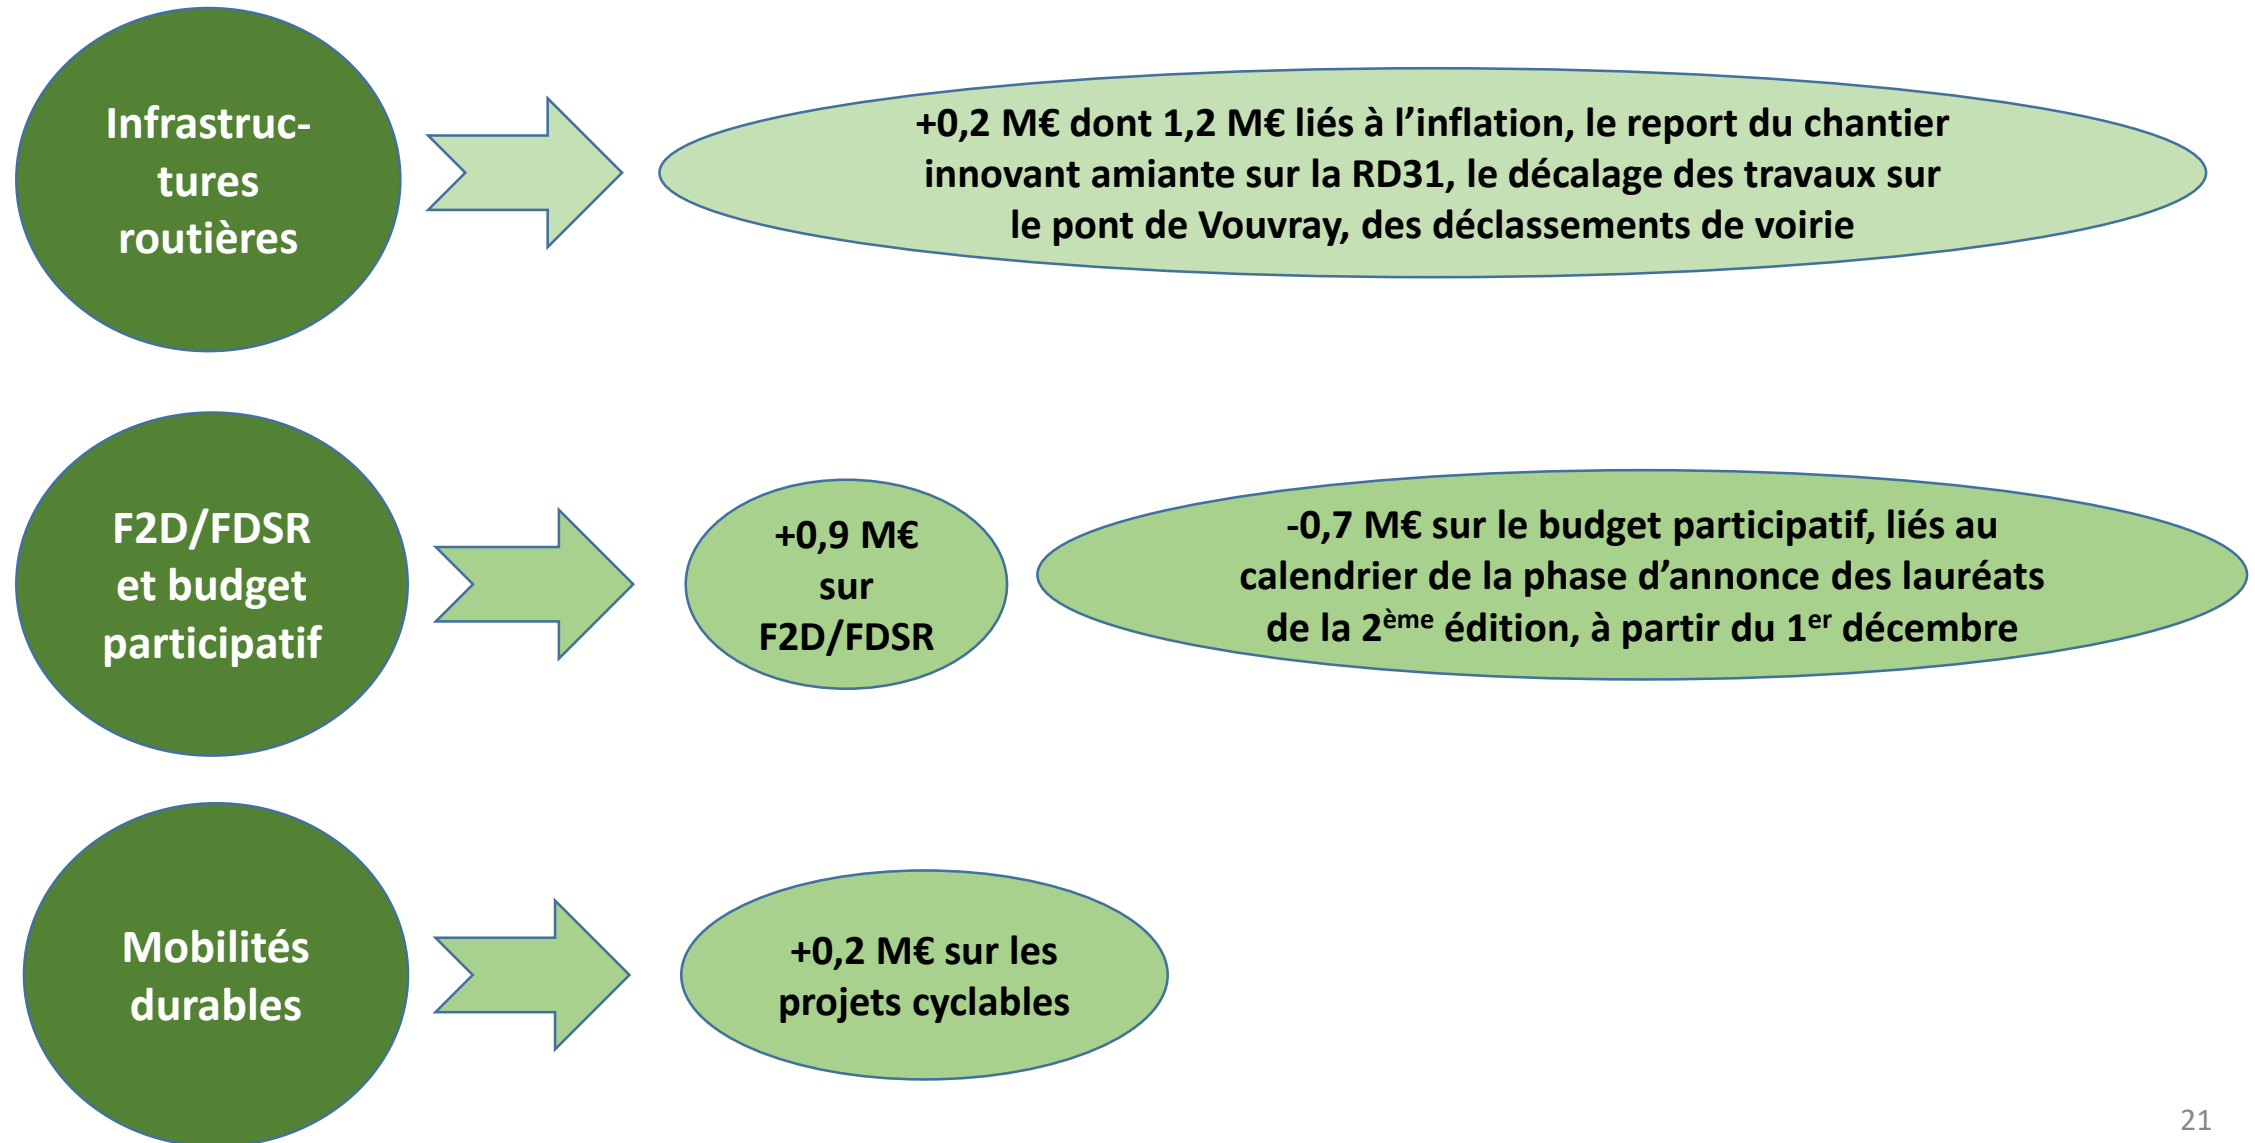 Infrastruc-
tures
routières
+0,2 M€ dont 1,2 M€ liés à l’inflation, le report du chantier
innovant amiante sur la RD31, le décalage des travaux sur
le pont de Vouvray, des déclassements de voirie
F2D/FDSR
et budget
participatif
+0,9 M€
sur
F2D/FDSR
-0,7 M€ sur le budget participatif, liés au
calendrier de la phase d’annonce des lauréats
de la 2ème édition, à partir du 1er décembre
Mobilités
durables
+0,2 M€ sur les
projets cyclables
21